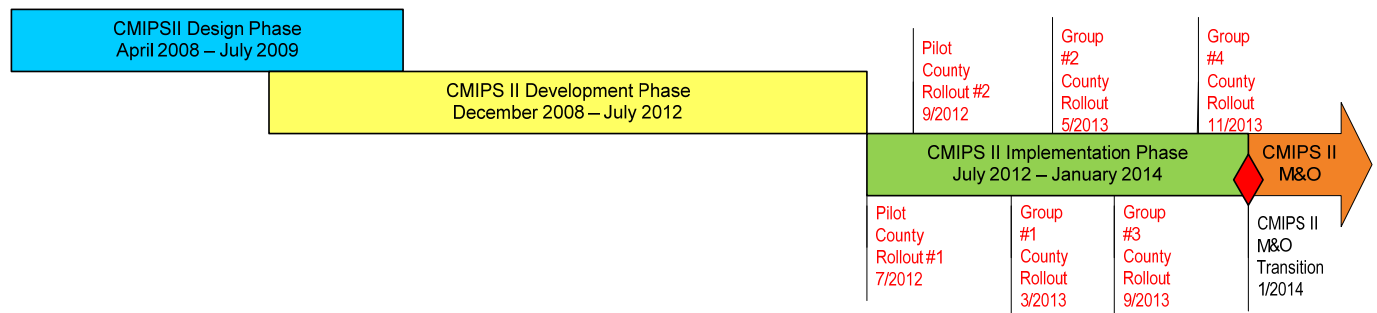 CMIPSII Design Phase
April 2008 – July 2009
CMIPS II Development Phase
December 2008 – July 2012
Pilot
County
Rollout #2
9/2012
Group
#2
County
Rollout
5/2013
Group
#4
County
Rollout
11/2013
CMIPS II Implementation Phase
July 2012 – January 2014
CMIPS II
M&O
Pilot
County
Rollout #1
7/2012
Group
#1
County
Rollout
3/2013
Group
#3
County
Rollout
9/2013
CMIPS II
M&O
Transition
1/2014